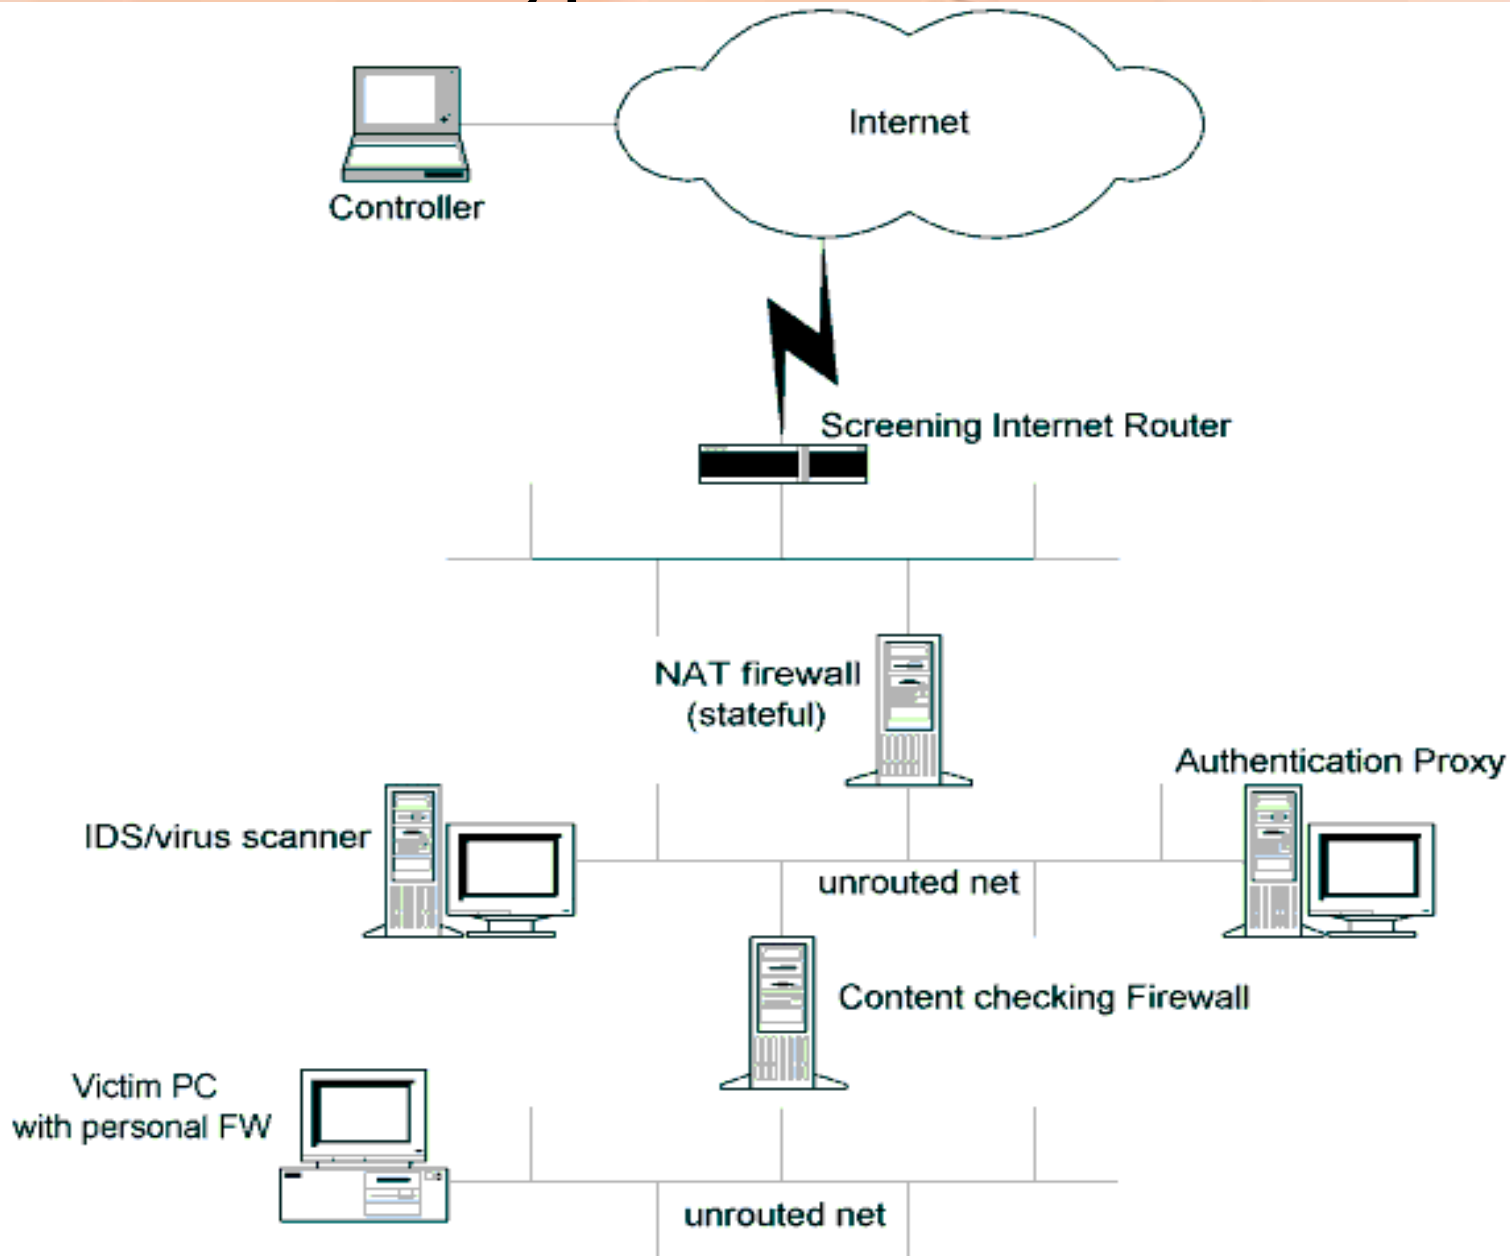 Internet
Controller
Screening Internet Router
NAT firewall
(stateful)
Authentication Proxy
IDS/virus scanner
unrouted net
Content checking Firewall
Victim PC
with personal FW
unrouted net